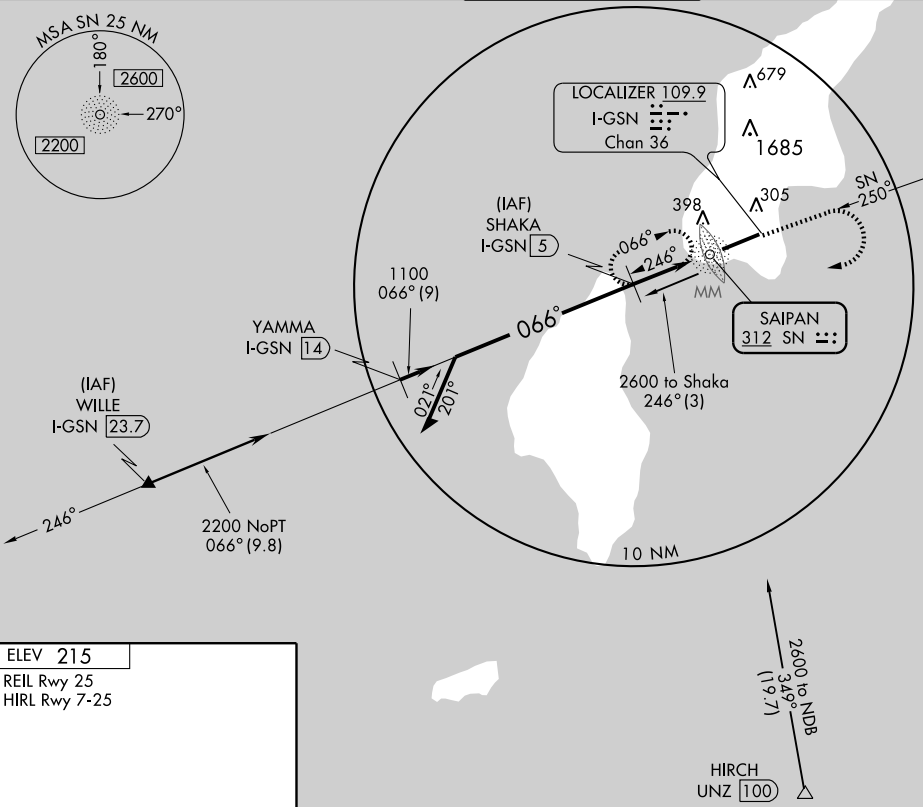 MSA SN 25 NM
180°
2600
270°
2200
LOCALIZER 109.9
I-GSN
Chan 36
679
1685
305
398
SN
250°
(IAF)
SHAKA
I-GSN 5
066°
246°
MM
SAIPAN
312 SN
1100
066° (9)
066°
YAMMA
I-GSN 14
021°
201°
2600 to Shaka
246° (3)
(IAF)
WILLE
I-GSN 23.7
246°
2200 NoPT
066° (9.8)
10 NM
2600 to NDB
349°
(19.7)
HIRCH
UNZ 100
ELEV 215
REIL Rwy 25
HIRL Rwy 7-25